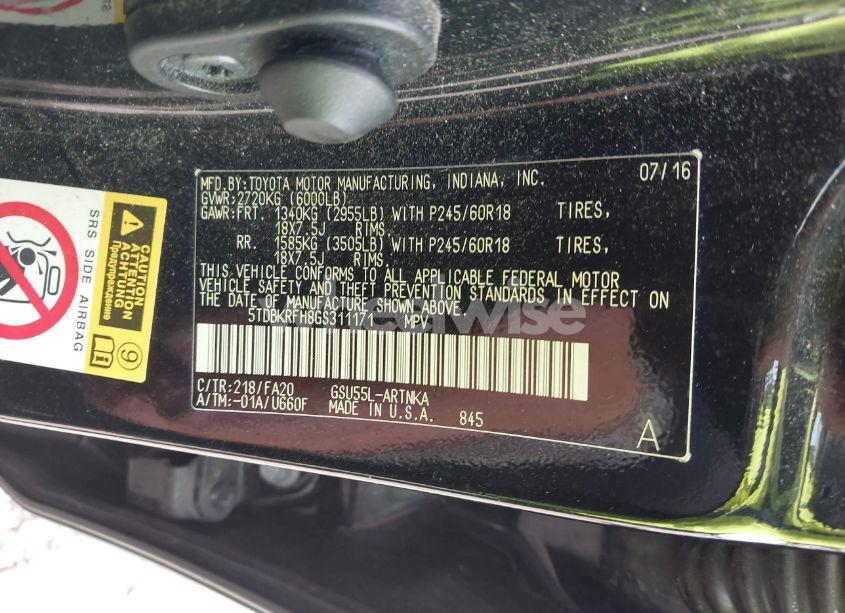 MFD.BY:TOYOTA MOTOR MANUFACTURING, INDIANA, INC. 07/16
GVWR:2720KG (6000LB)
GAWR:FRT. 1340KG (2955LB) WITH P245/60R18 TIRES,
18X7.5J RIMS.
RR. 1585KG (3505LB) WITH P245/60R18 TIRES,
18X7.5J RIMS.
THIS VEHICLE CONFORMS TO ALL APPLICABLE FEDERAL MOTOR
VEHICLE SAFETY AND THEFT PREVENTION STANDARDS IN EFFECT ON
THE DATE OF MANUFACTURE SHOWN ABOVE.
5TDBKRFH8GS311171 MPV
C/TR:218/FA20 GSU55L-ARTNKA
A/TM:-01A/U660F MADE IN U.S.A. 845
A
CAUTION
ATTENTION
ACHTUNG
Предупреждение
SRS SIDE AIRBAG
9